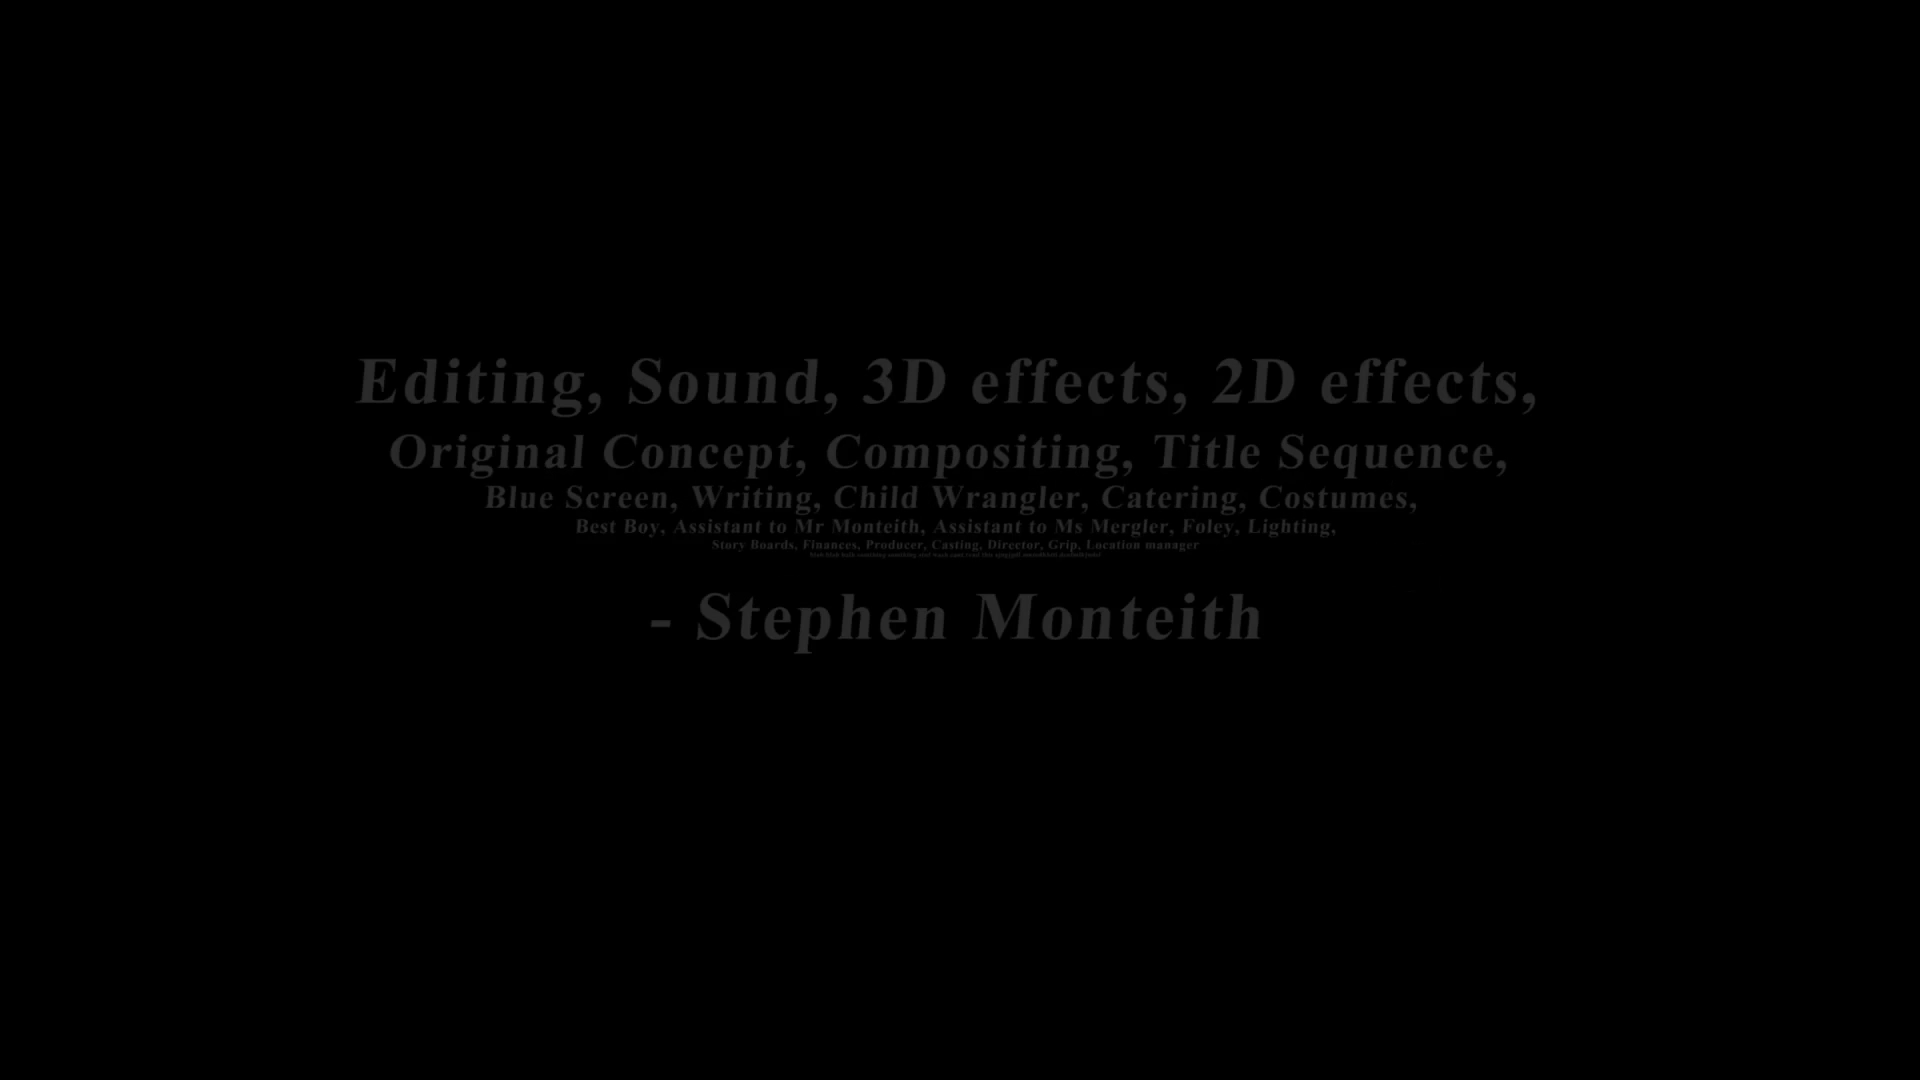 Editing, Sound, 3D effects, 2D effects,
Original Concept, Compositing, Title Sequence,
Blue Screen, Writing, Child Wrangler, Catering, Costumes,
Best Boy, Assistant to Mr Monteith, Assistant to Ms Mergler, Foley, Lighting,
Story Boards, Finances, Producer, Casting, Director, Grip, Location manager
- Stephen Monteith